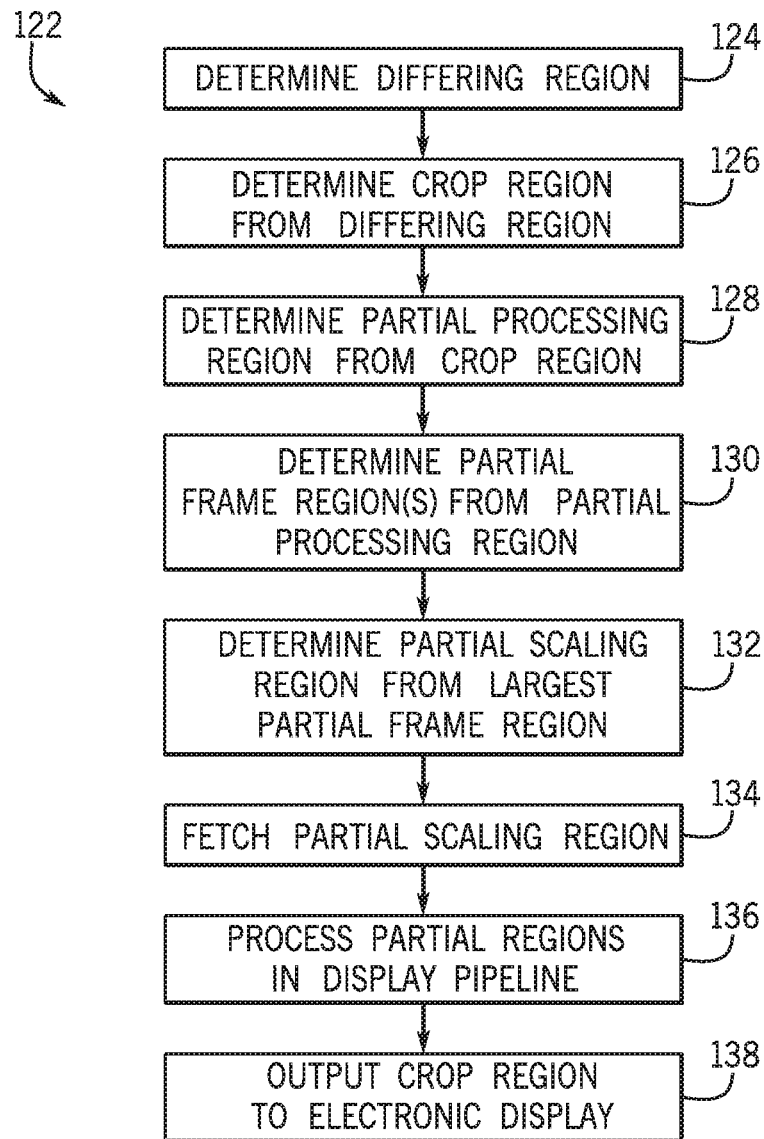 122
124
DETERMINE DIFFERING REGION
126
DETERMINE CROP REGION
FROM DIFFERING REGION
128
DETERMINE PARTIAL PROCESSING
REGION FROM CROP REGION
130
DETERMINE PARTIAL
FRAME REGION(S) FROM PARTIAL
PROCESSING REGION
132
DETERMINE PARTIAL SCALING
REGION FROM LARGEST
PARTIAL FRAME REGION
134
FETCH PARTIAL SCALING REGION
136
PROCESS PARTIAL REGIONS
IN DISPLAY PIPELINE
138
OUTPUT CROP REGION
TO ELECTRONIC DISPLAY